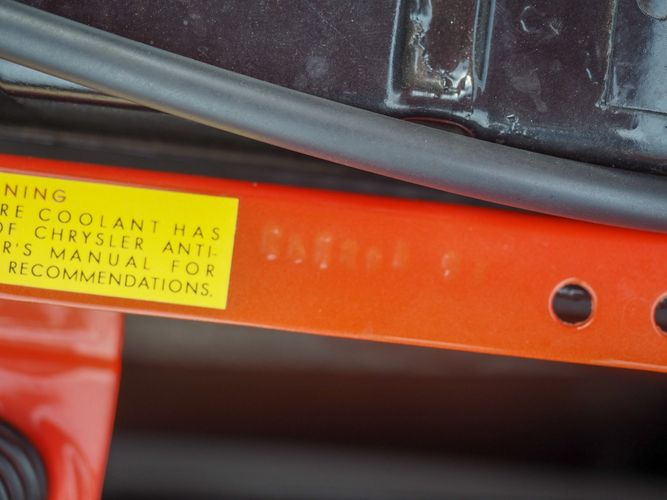 NING
RE COOLANT HAS
OF CHRYSLER ANTI-
R'S MANUAL FOR
RECOMMENDATIONS.